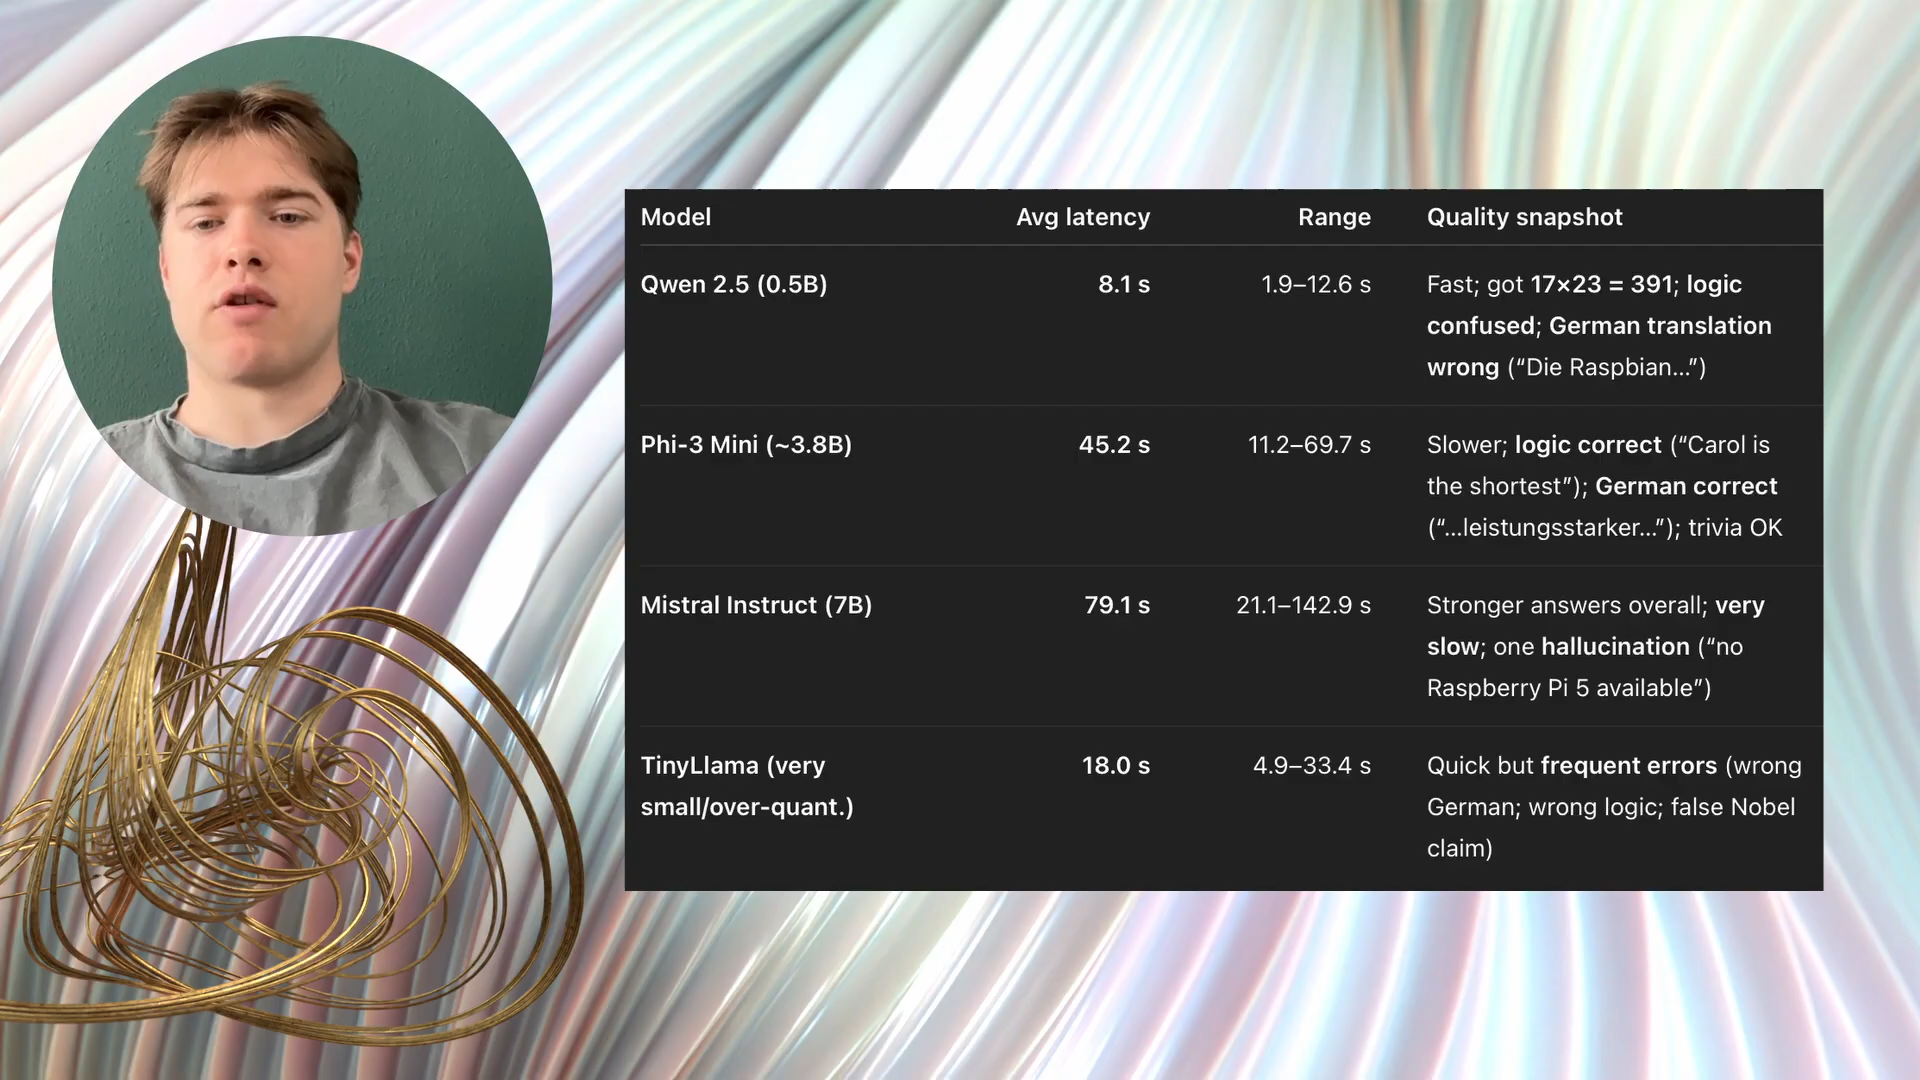 Model Avg latency Range Quality snapshot
Qwen 2.5 (0.5B) 8.1 s 1.9–12.6 s Fast; got 17×23 = 391; logic
confused; German translation
wrong (“Die Raspbian...”)
Phi-3 Mini (~3.8B) 45.2 s 11.2–69.7 s Slower; logic correct (“Carol is
the shortest”); German correct
(“...leistungsstarker...”); trivia OK
Mistral Instruct (7B) 79.1 s 21.1–142.9 s Stronger answers overall; very
slow; one hallucination (“no
Raspberry Pi 5 available”)
TinyLlama (very 18.0 s 4.9–33.4 s Quick but frequent errors (wrong
small/over-quant.) German; wrong logic; false Nobel
claim)